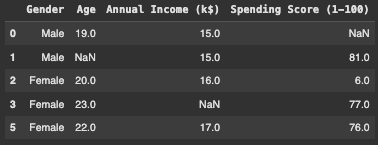 Gender Age Annual Income (k$) Spending Score (1-100)
0 Male 19.0 15.0 NaN
1 Male NaN 15.0 81.0
2 Female 20.0 16.0 6.0
3 Female 23.0 NaN 77.0
5 Female 22.0 17.0 76.0